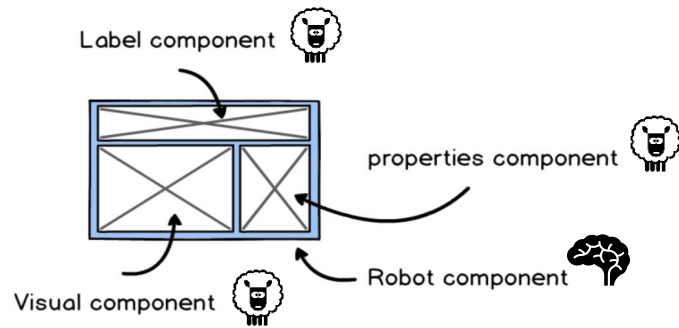 Label component
properties component
Robot component
Visual component